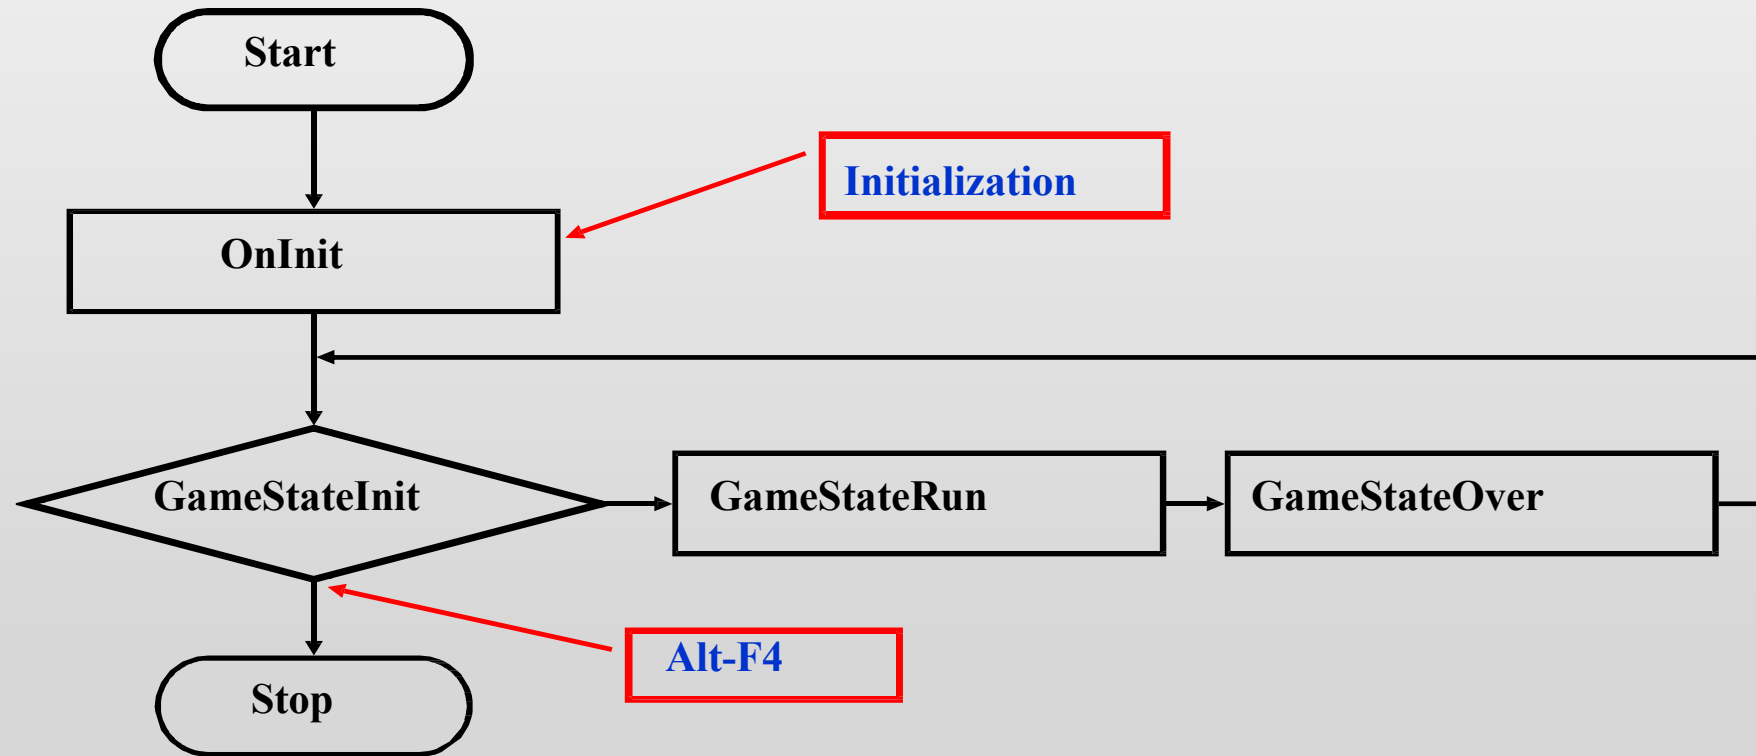 Start
Initialization
OnInit
GameStateInit
GameStateRun
GameStateOver
Alt-F4
Stop